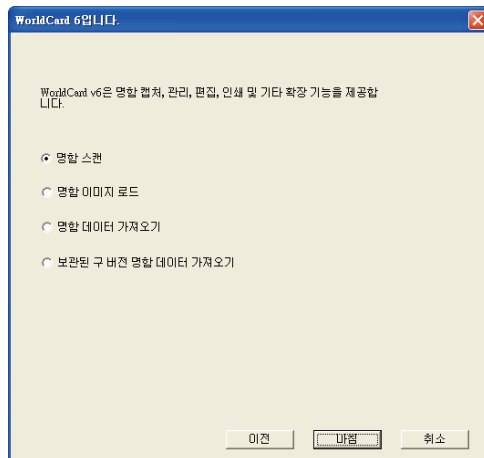 WorldCard 6입니다.
WorldCard v6은 명함 캡쳐, 관리, 편집, 인쇄 및 기타 확장 기능을 제공합
니다.
명함 스캔
명함 이미지 로드
명함 데이터 가져오기
보관된 구 버전 명함 데이터 가져오기
이전 마침 취소